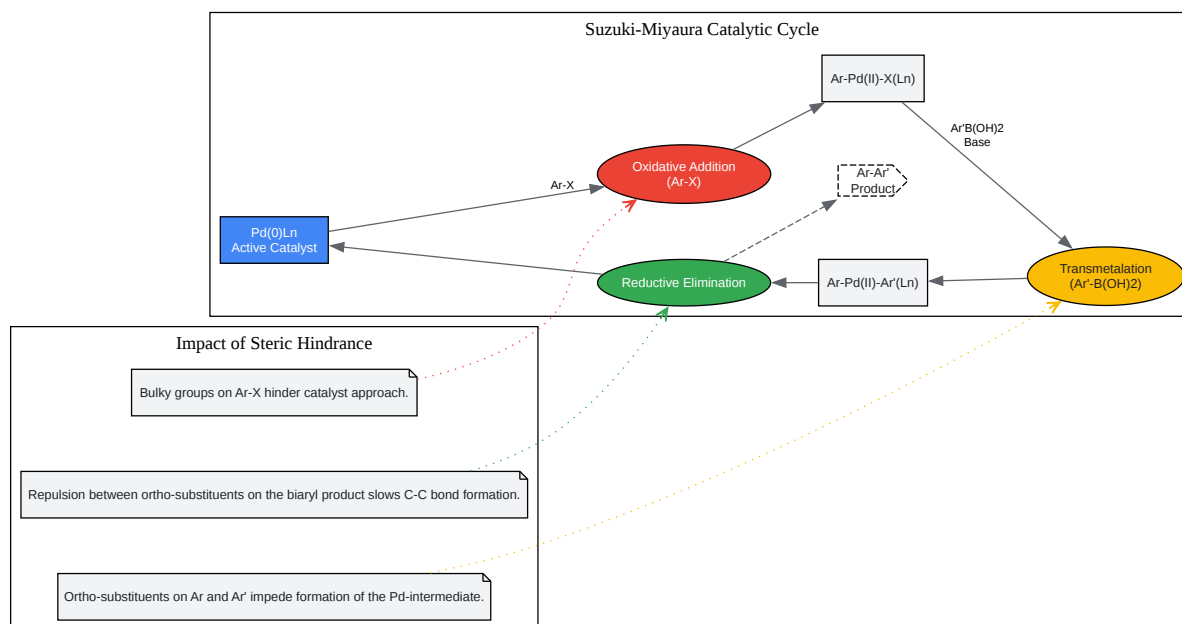 Suzuki-Miyaura Catalytic Cycle
Ar-Pd(II)-X(Ln)
Ar'B(OH)2
Base
Oxidative Addition
(Ar-X)
Ar-Ar'
Product
Ar-X
Pd(0)Ln
Active Catalyst
Reductive Elimination
Ar-Pd(II)-Ar'(Ln)
Transmetalation
(Ar'-B(OH)2)
Impact of Steric Hindrance
Bulky groups on Ar-X hinder catalyst approach.
Repulsion between ortho-substituents on the biaryl product slows C-C bond formation.
Ortho-substituents on Ar and Ar' impede formation of the Pd-intermediate.